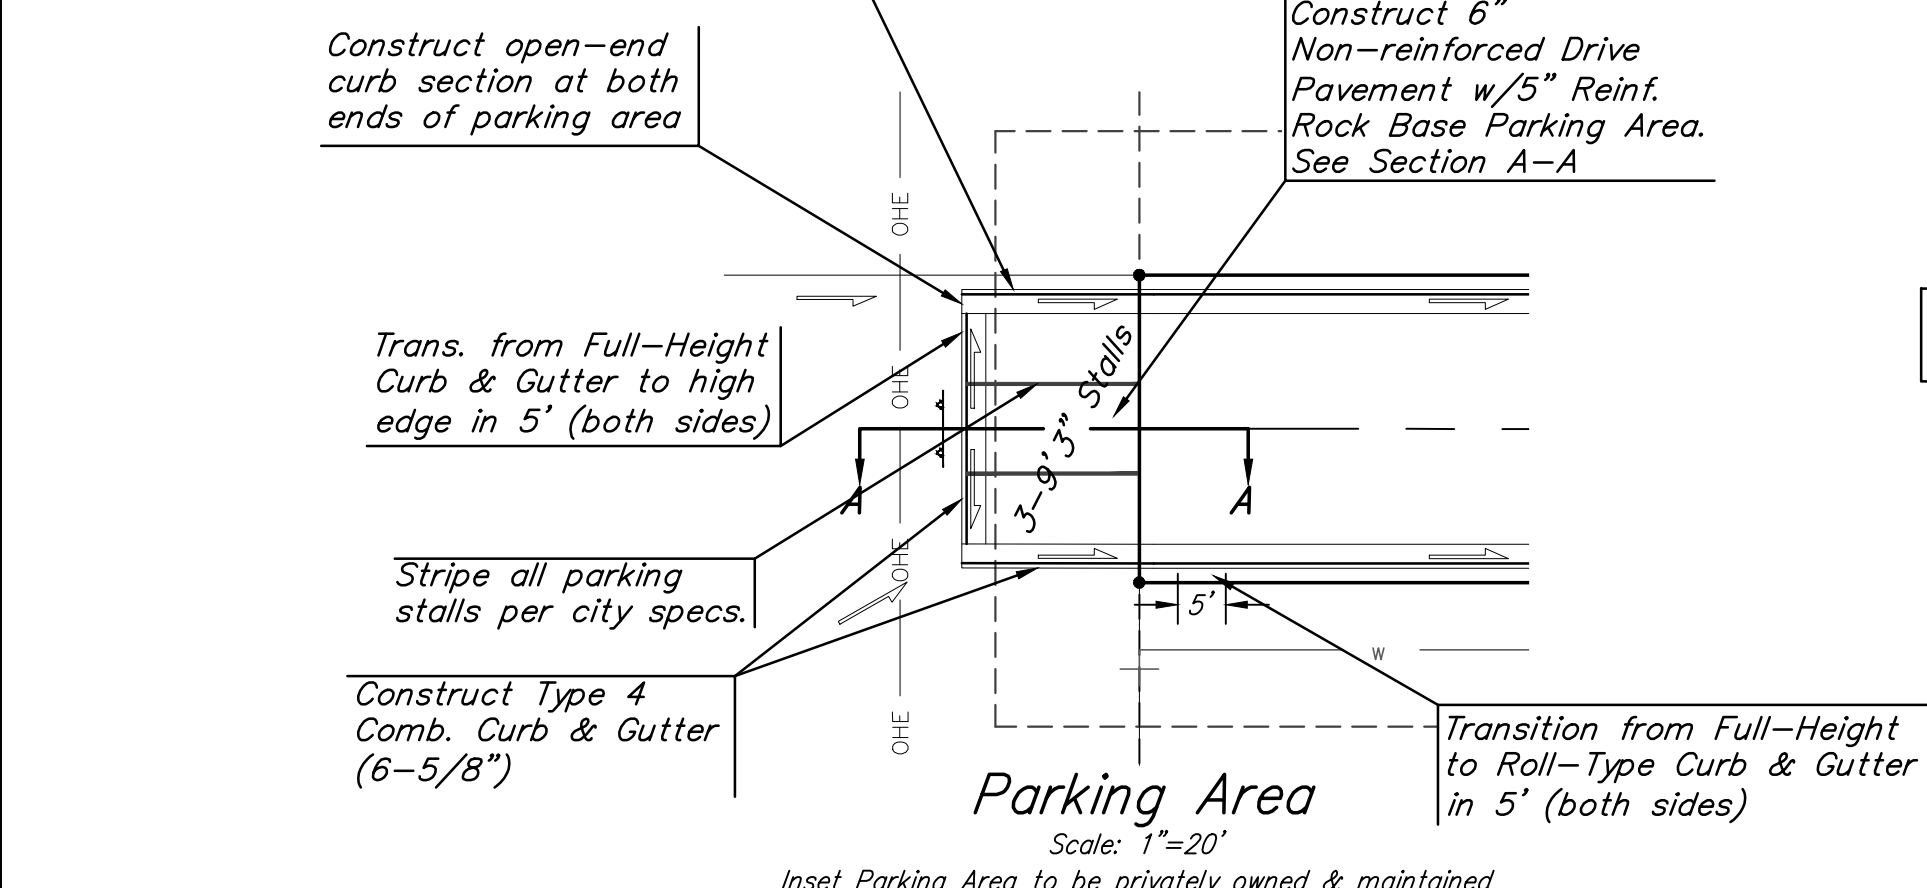 Construct open-end
curb section at both
ends of parking area
Construct 6"
Non-reinforced Drive
Pavement w/5" Reinf.
Rock Base Parking Area.
See Section A-A
OHE
Trans. from Full-Height
Curb & Gutter to high
edge in 5' (both sides)
OHE
3-9'3" Stalls
A
A
Stripe all parking
stalls per city specs.
OHE
5'
W
Construct Type 4
Comb. Curb & Gutter
(6-5/8")
OHE
Transition from Full-Height
to Roll-Type Curb & Gutter
in 5' (both sides)
Parking Area
Scale: 1"=20'
Inset Parking Area to be privately owned & maintained